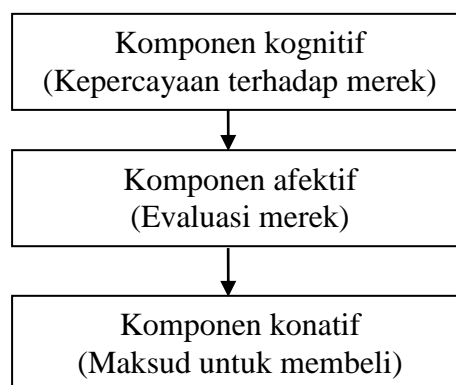 Komponen kognitif
(Kepercayaan terhadap merek)
Komponen afektif
(Evaluasi merek)
Komponen konatif
(Maksud untuk membeli)